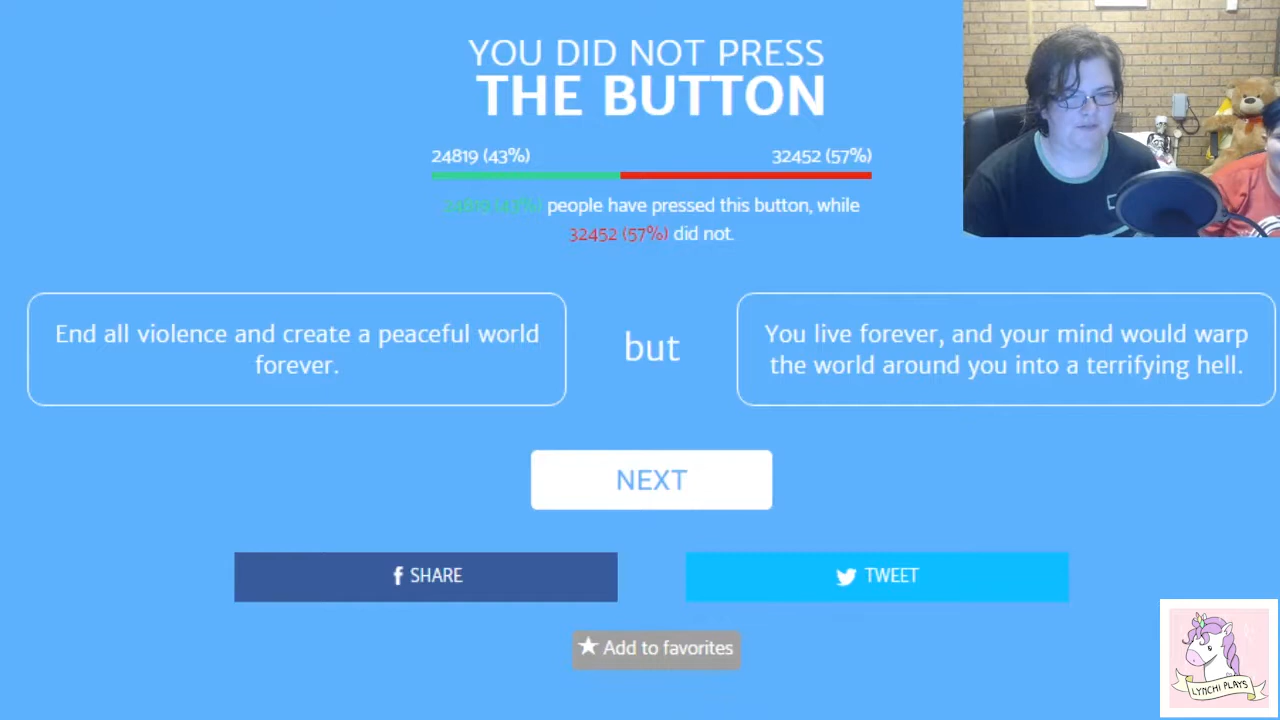 YOU DID NOT PRESS
THE BUTTON
24819 (43%)
32452 (57%)
24819 (43%) people have pressed this button, while
32452 (57%) did not.
End all violence and create a peaceful world
forever.
but
You live forever, and your mind would warp
the world around you into a terrifying hell.
NEXT
SHARE
TWEET
Add to favorites
LYNCHI PLAYS